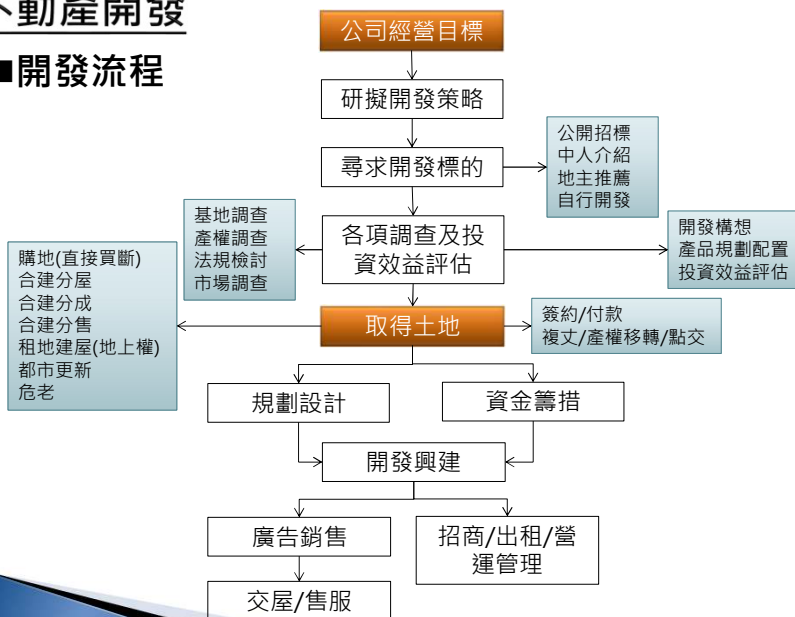 不動產開發
■開發流程
公司經營目標
研擬開發策略
尋求開發標的
公開招標
中人介紹
地主推薦
自行開發
基地調查
產權調查
法規檢討
市場調查
各項調查及投
資效益評估
開發構想
產品規劃配置
投資效益評估
購地(直接買斷)
合建分屋
合建分成
合建分售
租地建屋(地上權)
都市更新
危老
取得土地
簽約/付款
複丈/產權移轉/點交
規劃設計
資金籌措
開發興建
廣告銷售
招商/出租/營
運管理
交屋/售服